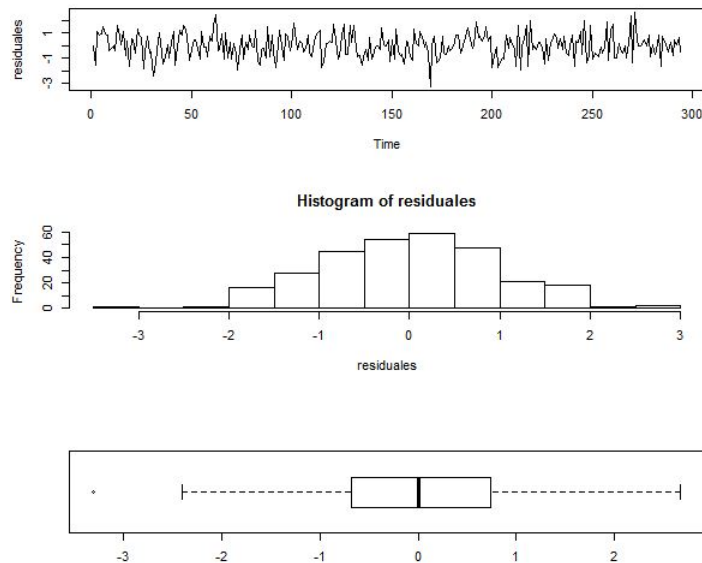 residuales
1
-1
-3
0 50 100 150 200 250 300
Time
Histogram of residuales
Frequency
60
40
20
0
-3 -2 -1 0 1 2 3
residuales
-3 -2 -1 0 1 2